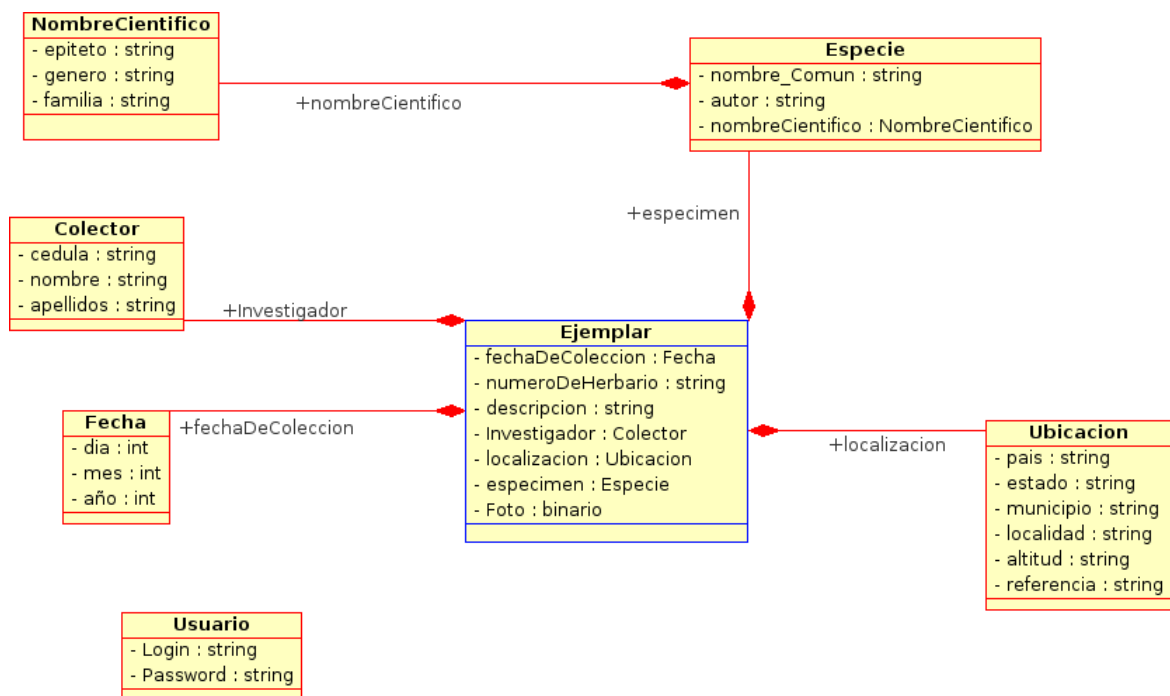 NombreCientifico
- epiteto : string
- genero : string
- familia : string
+nombreCientifico
Especie
- nombre_Comun : string
- autor : string
- nombreCientifico : NombreCientifico
+especimen
Colector
- cedula : string
- nombre : string
- apellidos : string
+Investigador
Ejemplar
- fechaDeColeccion : Fecha
- numeroDeHerbario : string
- descripcion : string
- Investigador : Colector
- localizacion : Ubicacion
- especimen : Especie
- Foto : binario
Fecha
- dia : int
- mes : int
- año : int
+fechaDeColeccion
+localizacion
Ubicacion
- pais : string
- estado : string
- municipio : string
- localidad : string
- altitud : string
- referencia : string
Usuario
- Login : string
- Password : string